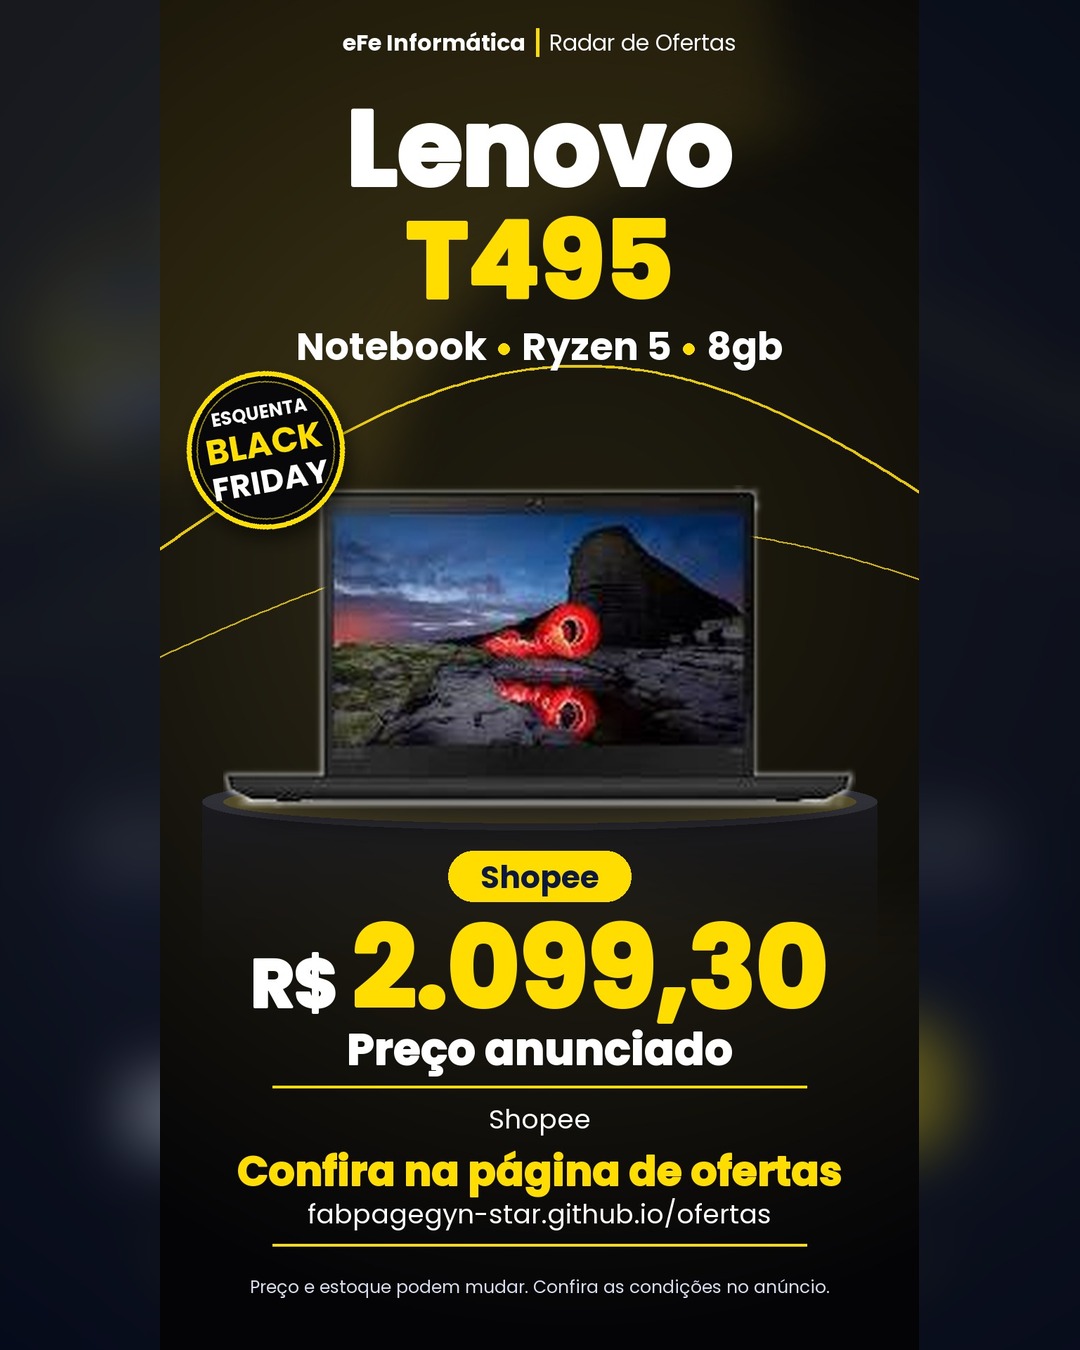 eFe Informática | Radar de Ofertas
Lenovo
T495
Notebook • Ryzen 5 • 8gb
ESQUENTA
BLACK
FRIDAY
Shopee
R$ 2.099,30
Preço anunciado
Shopee
Confira na página de ofertas
fabpagegyn-star.github.io/ofertas
Preço e estoque podem mudar. Confira as condições no anúncio.